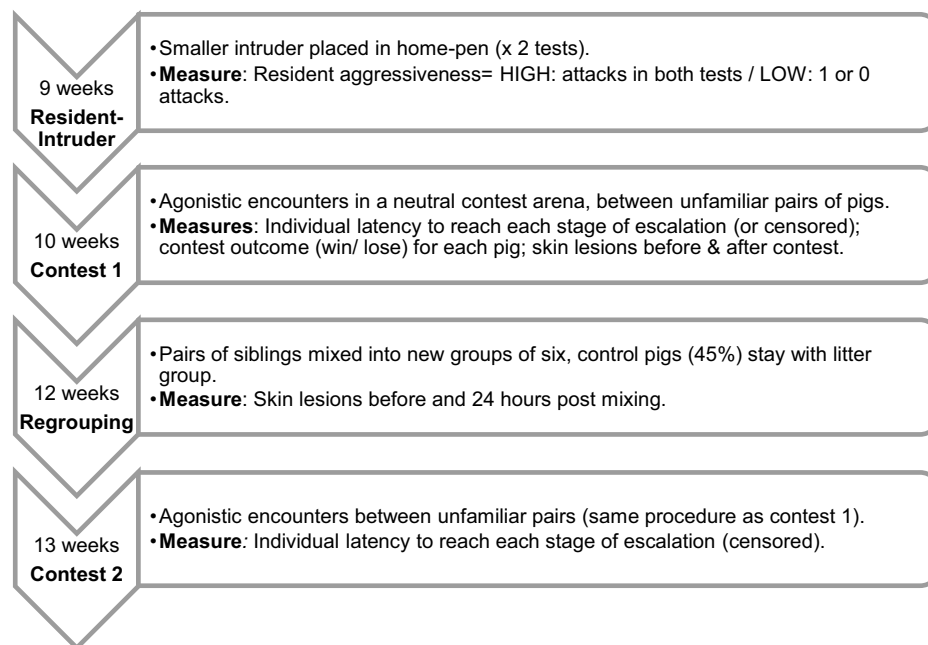 9 weeks
Resident-
Intruder
•Smaller intruder placed in home-pen (x 2 tests).
•Measure: Resident aggressiveness= HIGH: attacks in both tests / LOW: 1 or 0
attacks.
10 weeks
Contest 1
•Agonistic encounters in a neutral contest arena, between unfamiliar pairs of pigs.
•Measures: Individual latency to reach each stage of escalation (or censored);
contest outcome (win/ lose) for each pig; skin lesions before & after contest.
12 weeks
Regrouping
•Pairs of siblings mixed into new groups of six, control pigs (45%) stay with litter
group.
•Measure: Skin lesions before and 24 hours post mixing.
13 weeks
Contest 2
•Agonistic encounters between unfamiliar pairs (same procedure as contest 1).
•Measure: Individual latency to reach each stage of escalation (censored).